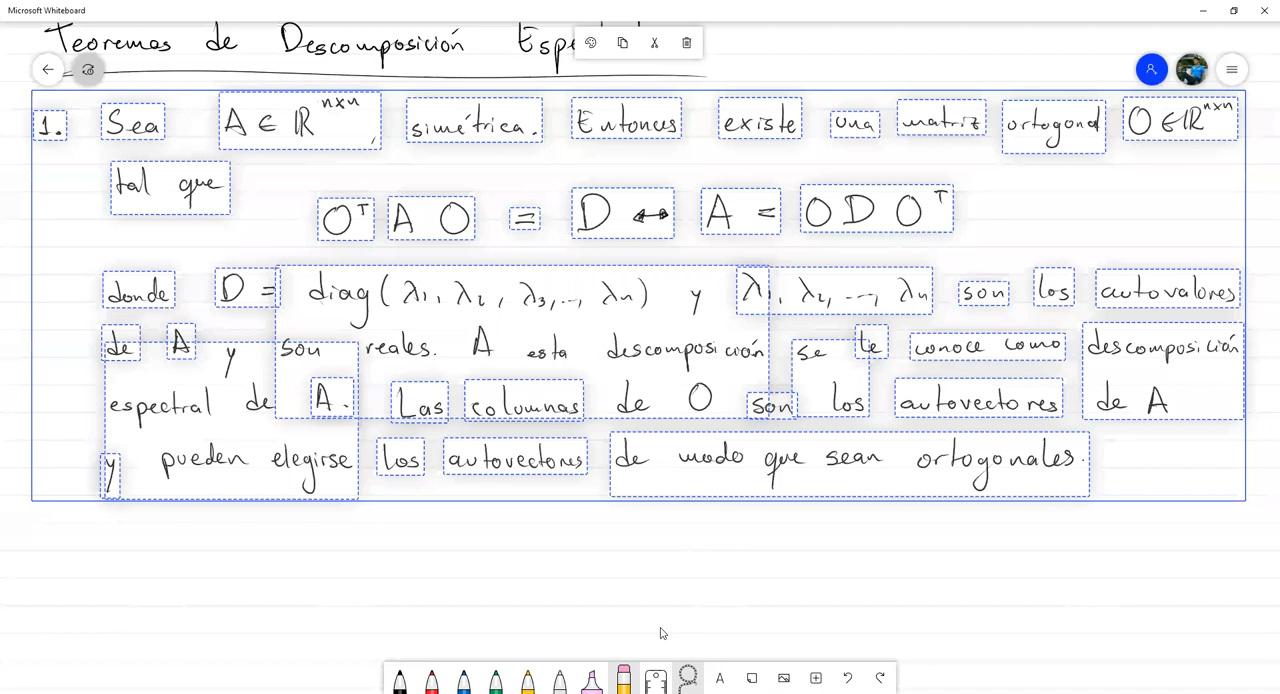 Microsoft Whiteboard
Teoremas de Descomposición
1. Sea A ∈ ℝⁿˣⁿ, simétrica. Entonces existe una matriz ortogonal O ∈ ℝⁿˣⁿ
tal que
Oᵀ A O = D ↔ A = O D Oᵀ
donde D = diag(λ₁, λ₂, λ₃, ..., λn) y λ₁, λ₂, ..., λn son los autovalores
de A y son reales. A esta descomposición se le conoce como descomposición
espectral de A. Las columnas de O son los autovectores de A
y pueden elegirse los autovectores de modo que sean ortogonales.